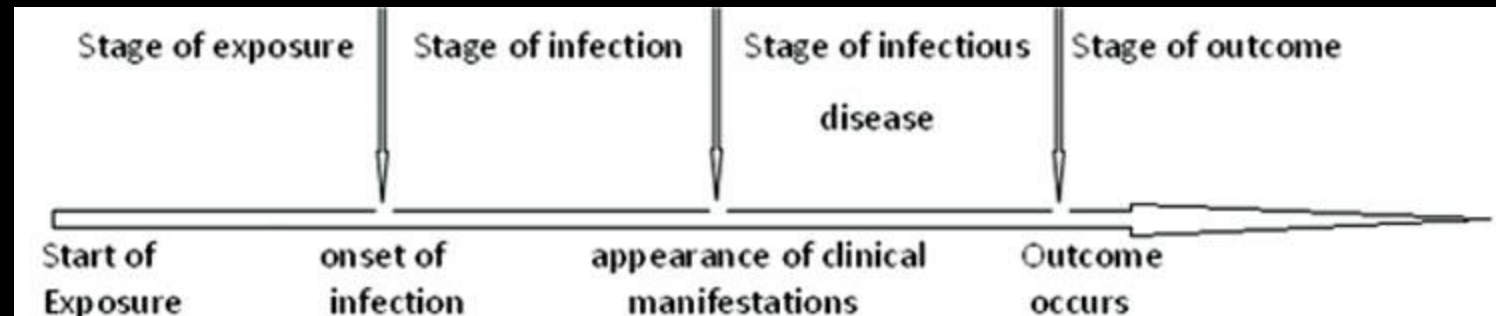 Stage of exposure
Stage of infection
Stage of infectious
disease
Stage of outcome
Start of
Exposure
onset of
infection
appearance of clinical
manifestations
Outcome
occurs